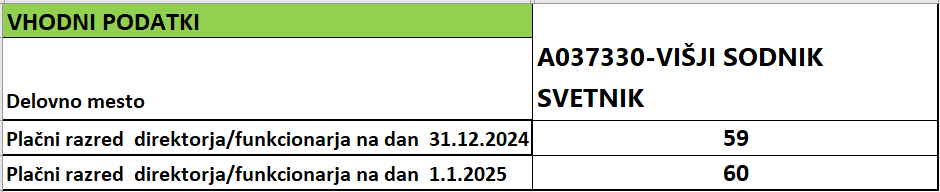 VHODNI PODATKI
A037330-VIŠJI SODNIK
SVETNIK
Delovno mesto
Plačni razred  direktorja/funkcionarja na dan  31.12.2024 59
Plačni razred  direktorja/funkcionarja na dan  1.1.2025 60